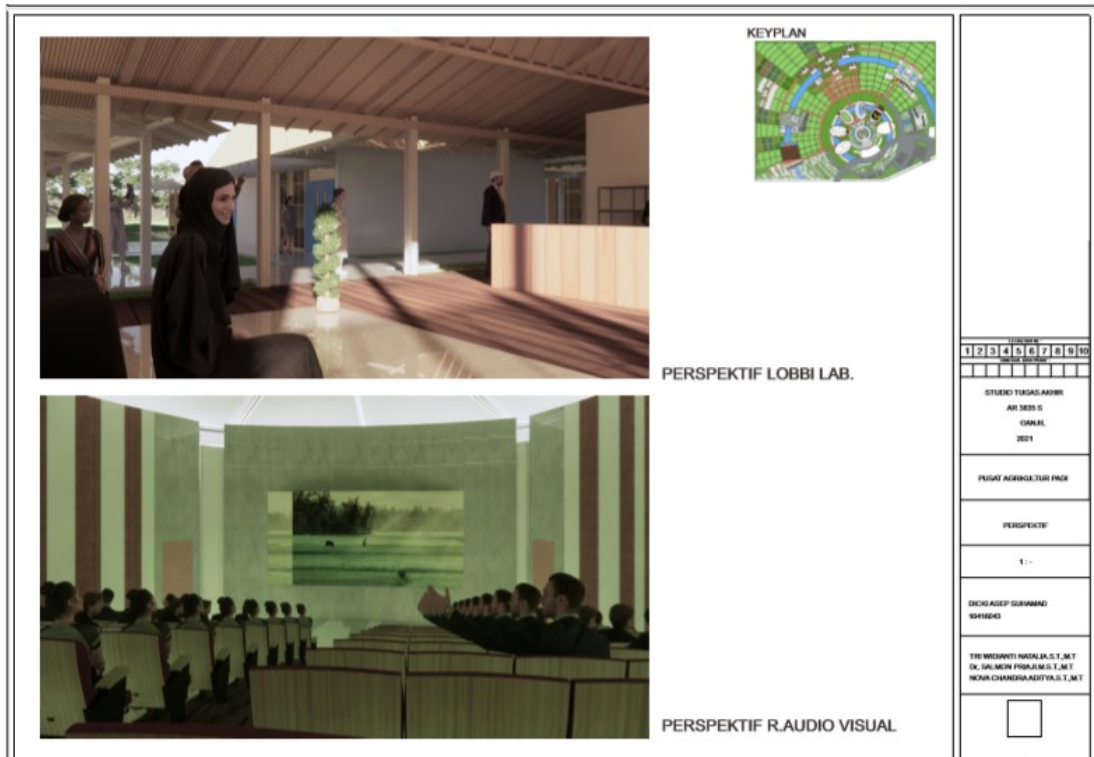 KEYPLAN
PERSPEKTIF LOBBI LAB.
PERSPEKTIF R.AUDIO VISUAL
1 2 3 4 5 6 7 8 9 10
STUDIO TUGAS AKHIR
AR 3835 S
GANJIL
2021
PUSAT AGRIKULTUR PADI
PERSPEKTIF
1 : -
DICKI ASEP SUHAMAD
10416043
TRI WIDIANTI NATALIA.S.T.,M.T
Dr, SALMON PRIAJI.M.S.T.,M.T
NOVA CHANDRA ADITYA.S.T.,M.T